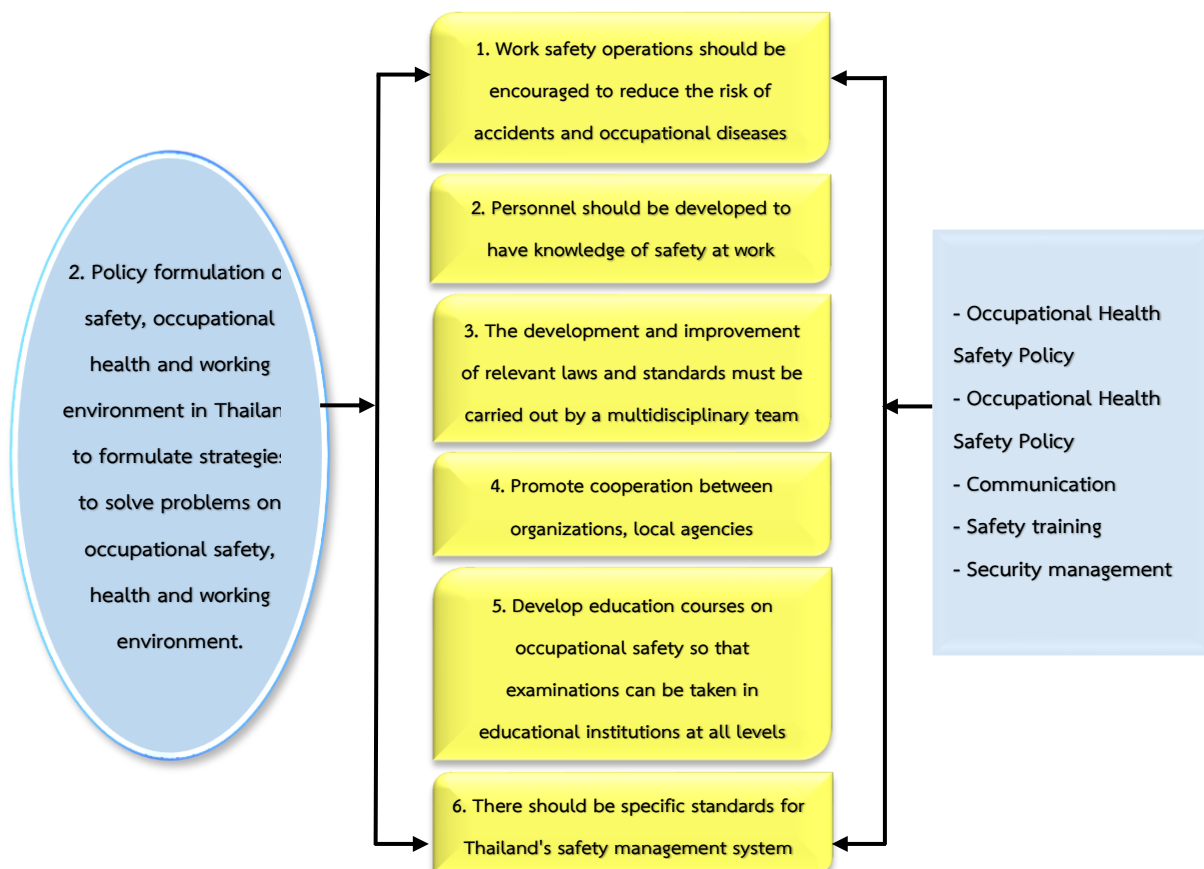 2. Policy formulation o
safety, occupational
health and working
environment in Thailan
to formulate strategies
to solve problems on
occupational safety,
health and working
environment.
1. Work safety operations should be
encouraged to reduce the risk of
accidents and occupational diseases
2. Personnel should be developed to
have knowledge of safety at work
3. The development and improvement
of relevant laws and standards must be
carried out by a multidisciplinary team
4. Promote cooperation between
organizations, local agencies
5. Develop education courses on
occupational safety so that
examinations can be taken in
educational institutions at all levels
6. There should be specific standards for
Thailand's safety management system
- Occupational Health
Safety Policy
- Occupational Health
Safety Policy
- Communication
- Safety training
- Security management